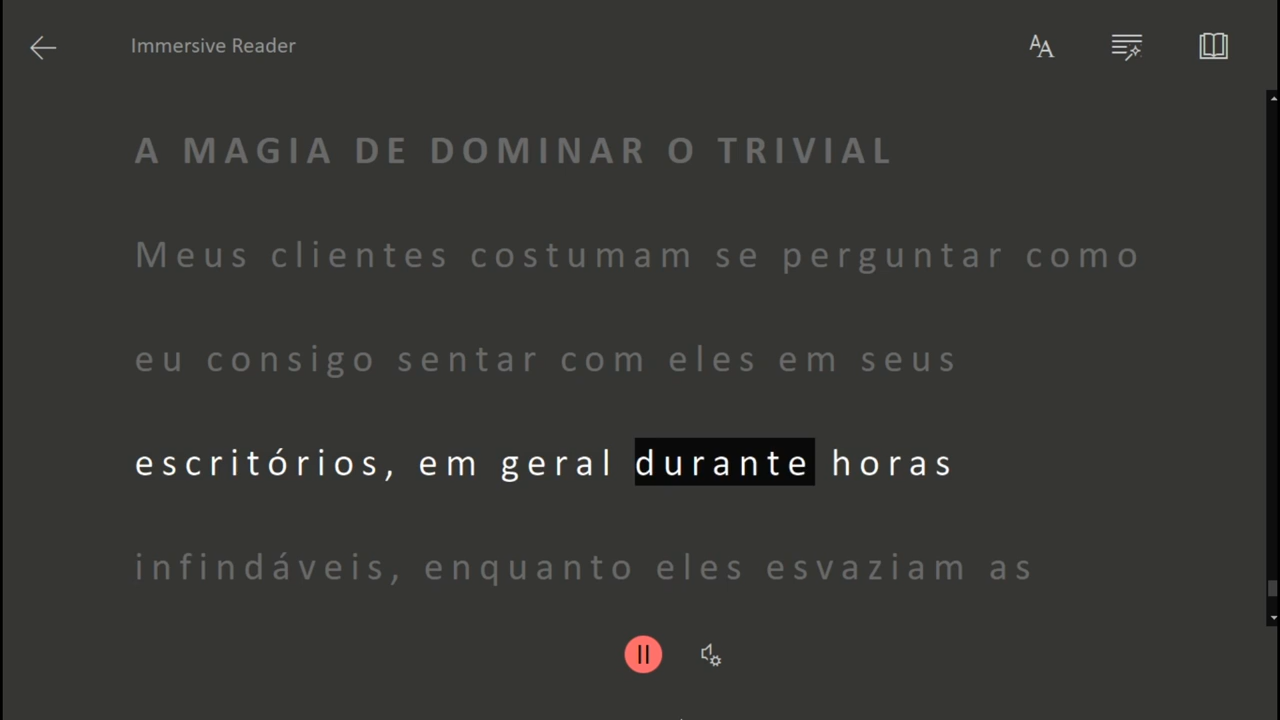 Immersive Reader
A MAGIA DE DOMINAR O TRIVIAL
Meus clientes costumam se perguntar como
eu consigo sentar com eles em seus
escritórios, em geral durante horas
infindáveis, enquanto eles esvaziam as